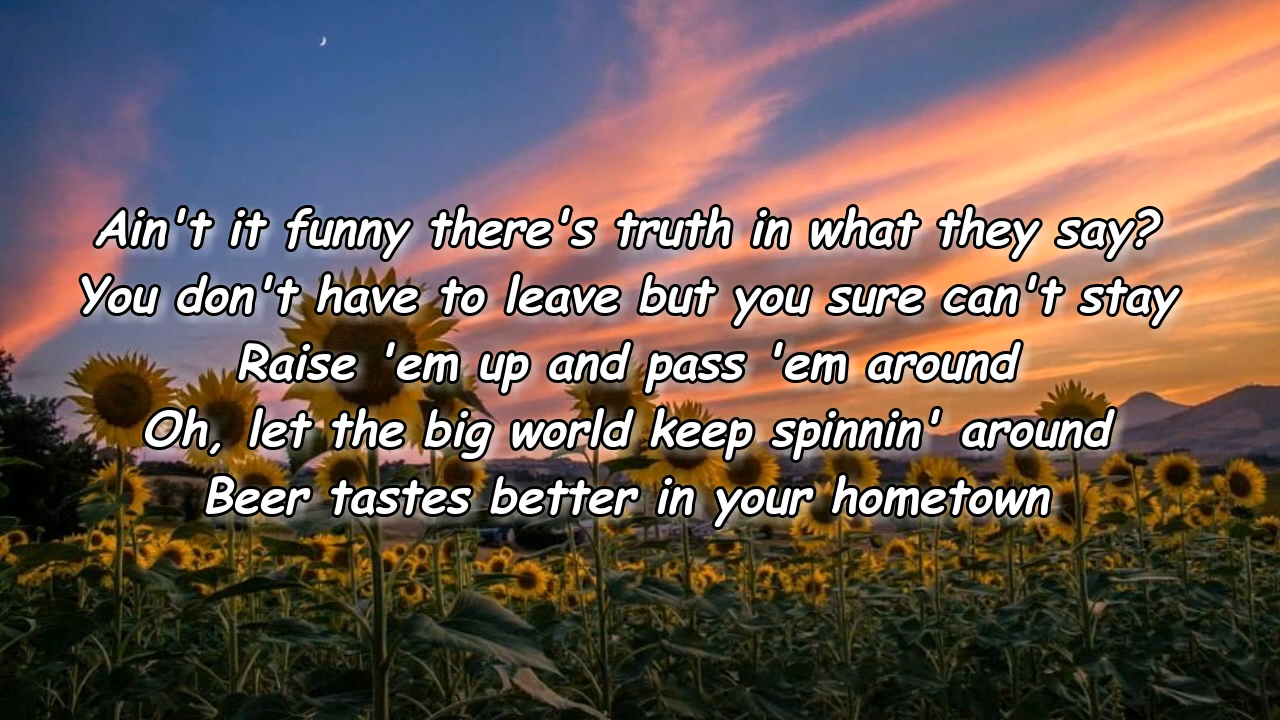 Ain't it funny there's truth in what they say?
You don't have to leave but you sure can't stay
Raise 'em up and pass 'em around
Oh, let the big world keep spinnin' around
Beer tastes better in your hometown